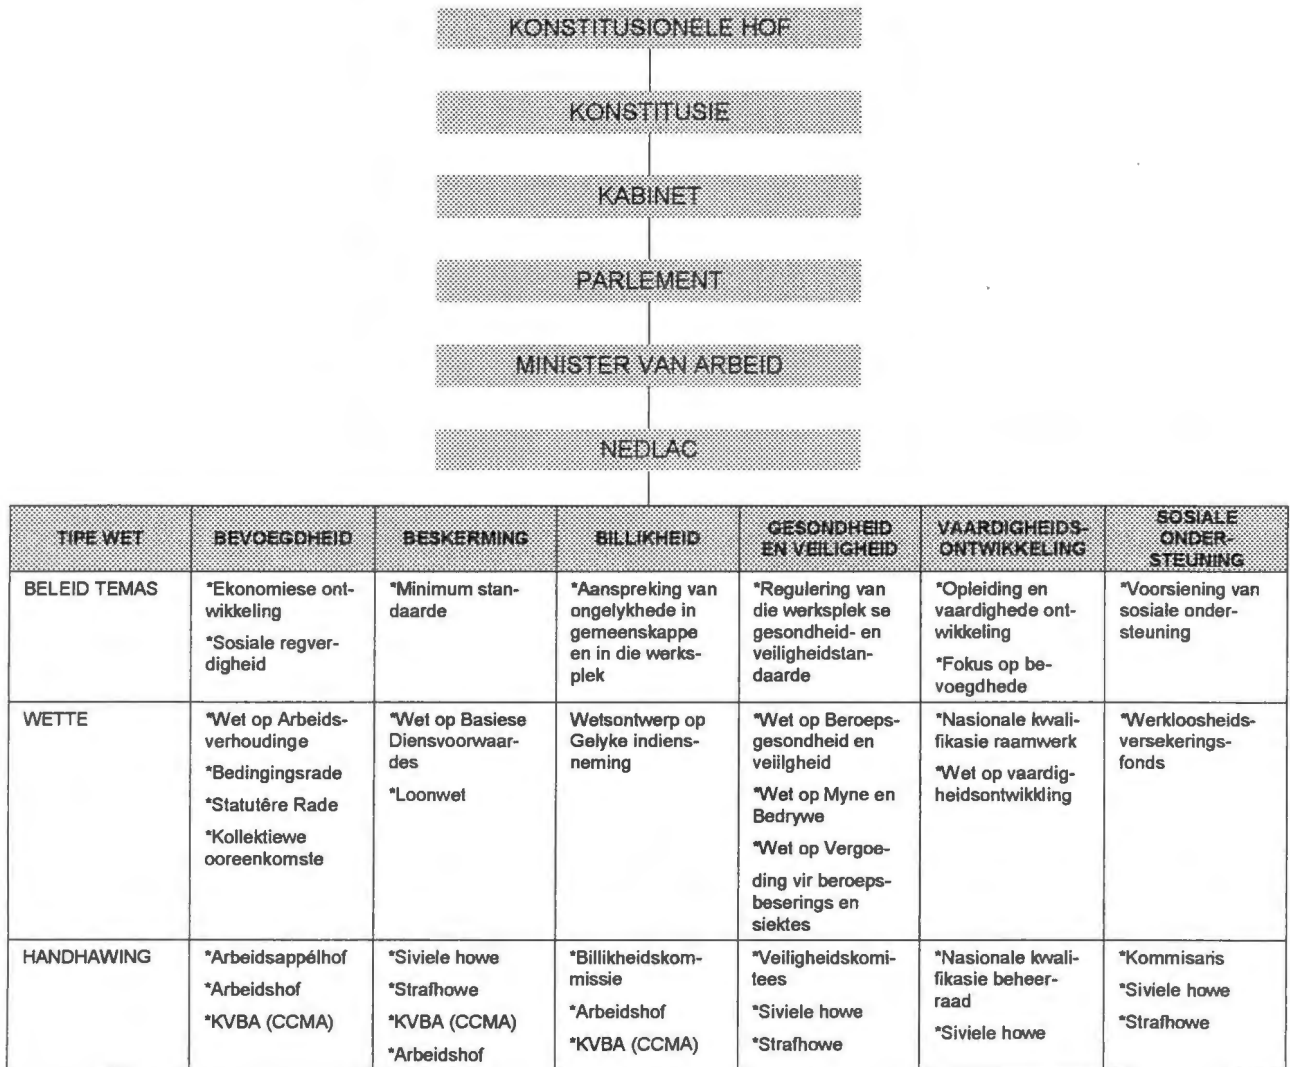 KONSTITUSIONELE HOF
KONSTITUSIE
KABINET
PARLEMENT
MINISTER VAN ARBEID
NEDLAC
TIPE WET
BEVOEGDHEID
BESKERMING
BILLIKHEID
GESONDHEID
EN VEILIGHEID
VAARDIGHEIDS-
ONTWIKKELING
SOSIALE
ONDER-
STEUNING
BELEID TEMAS
*Ekonomiese ont-
wikkeling
*Sosiale regver-
digheid
*Minimum stan-
daarde
*Aanspreking van
ongelykhede in
gemeenskappe
en in die werks-
plek
*Regulering van
die werksplek se
gesondheid- en
veiligheidstan-
daarde
*Opleiding en
vaardighede ont-
wikkeling
*Fokus op be-
voegdhede
*Voorsiening van
sosiale onder-
steuning
WETTE
*Wet op Arbeids-
verhoudinge
*Bedingingsrade
*Statutêre Rade
*Kollektiewe
ooreenkomste
*Wet op Basiese
Diensvoorwaar-
des
*Loonwet
Wetsontwerp op
Gelyke indiens-
neming
*Wet op Beroeps-
gesondheid en
veiilgheid
*Wet op Myne en
Bedrywe
*Wet op Vergoe-
ding vir beroeps-
beserings en
siektes
*Nasionale kwali-
fikasie raamwerk
*Wet op vaardig-
heidsontwikkling
*Werkloosheids-
versekerings-
fonds
HANDHAWING
*Arbeidsappélhof
*Arbeidshof
*KVBA (CCMA)
*Siviele howe
*Strafhowe
*KVBA (CCMA)
*Arbeidshof
*Billikheidskom-
missie
*Arbeidshof
*KVBA (CCMA)
*Veiligheidskomi-
tees
*Siviele howe
*Strafhowe
*Nasionale kwali-
fikasie beheer-
raad
*Siviele howe
*Kommisaris
*Siviele howe
*Strafhowe